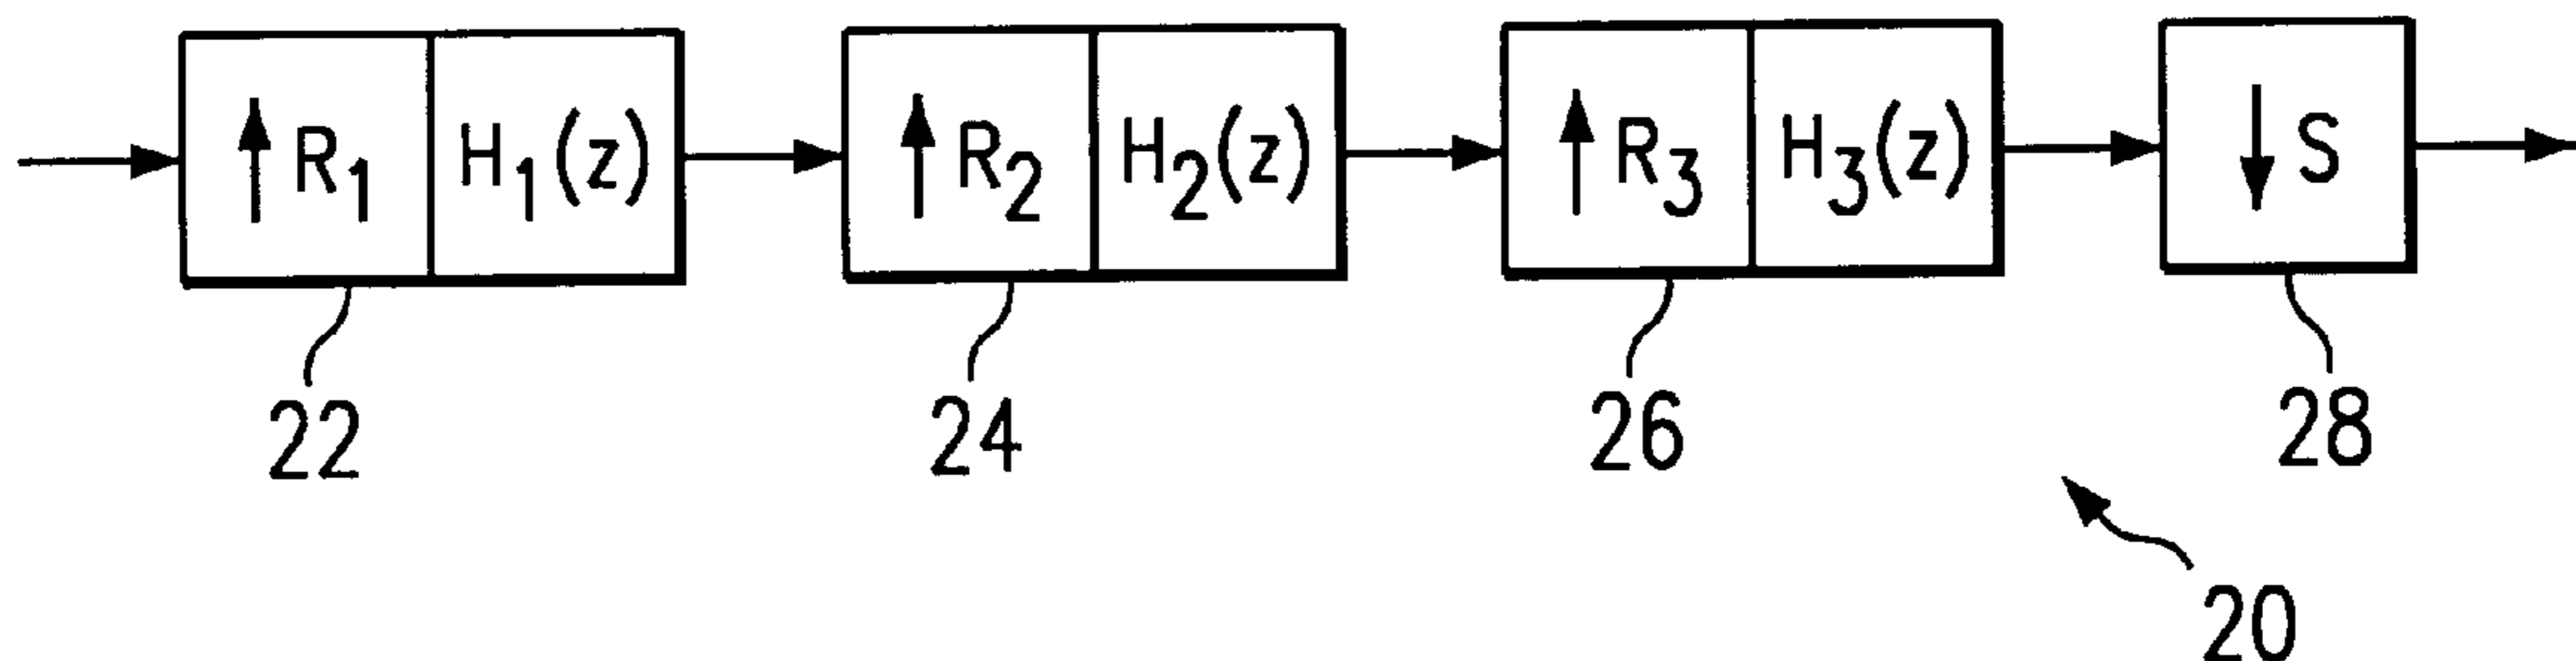 ↑ R₁ H₁(z) ↑ R₂ H₂(z) ↑ R₃ H₃(z) ↓ S
22 24 26 28
20